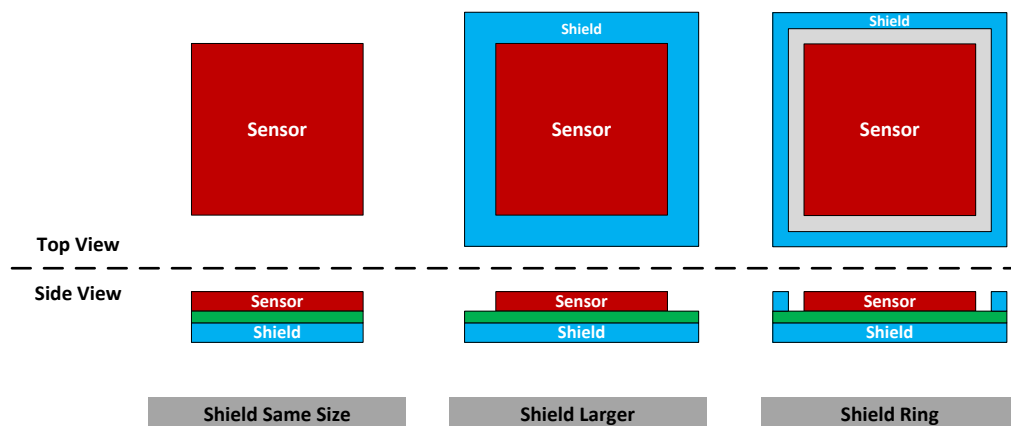 Shield
Shield
Sensor
Sensor
Sensor
Top View
Side View
Sensor
Sensor
Sensor
Shield
Shield
Shield
Shield Same Size
Shield Larger
Shield Ring